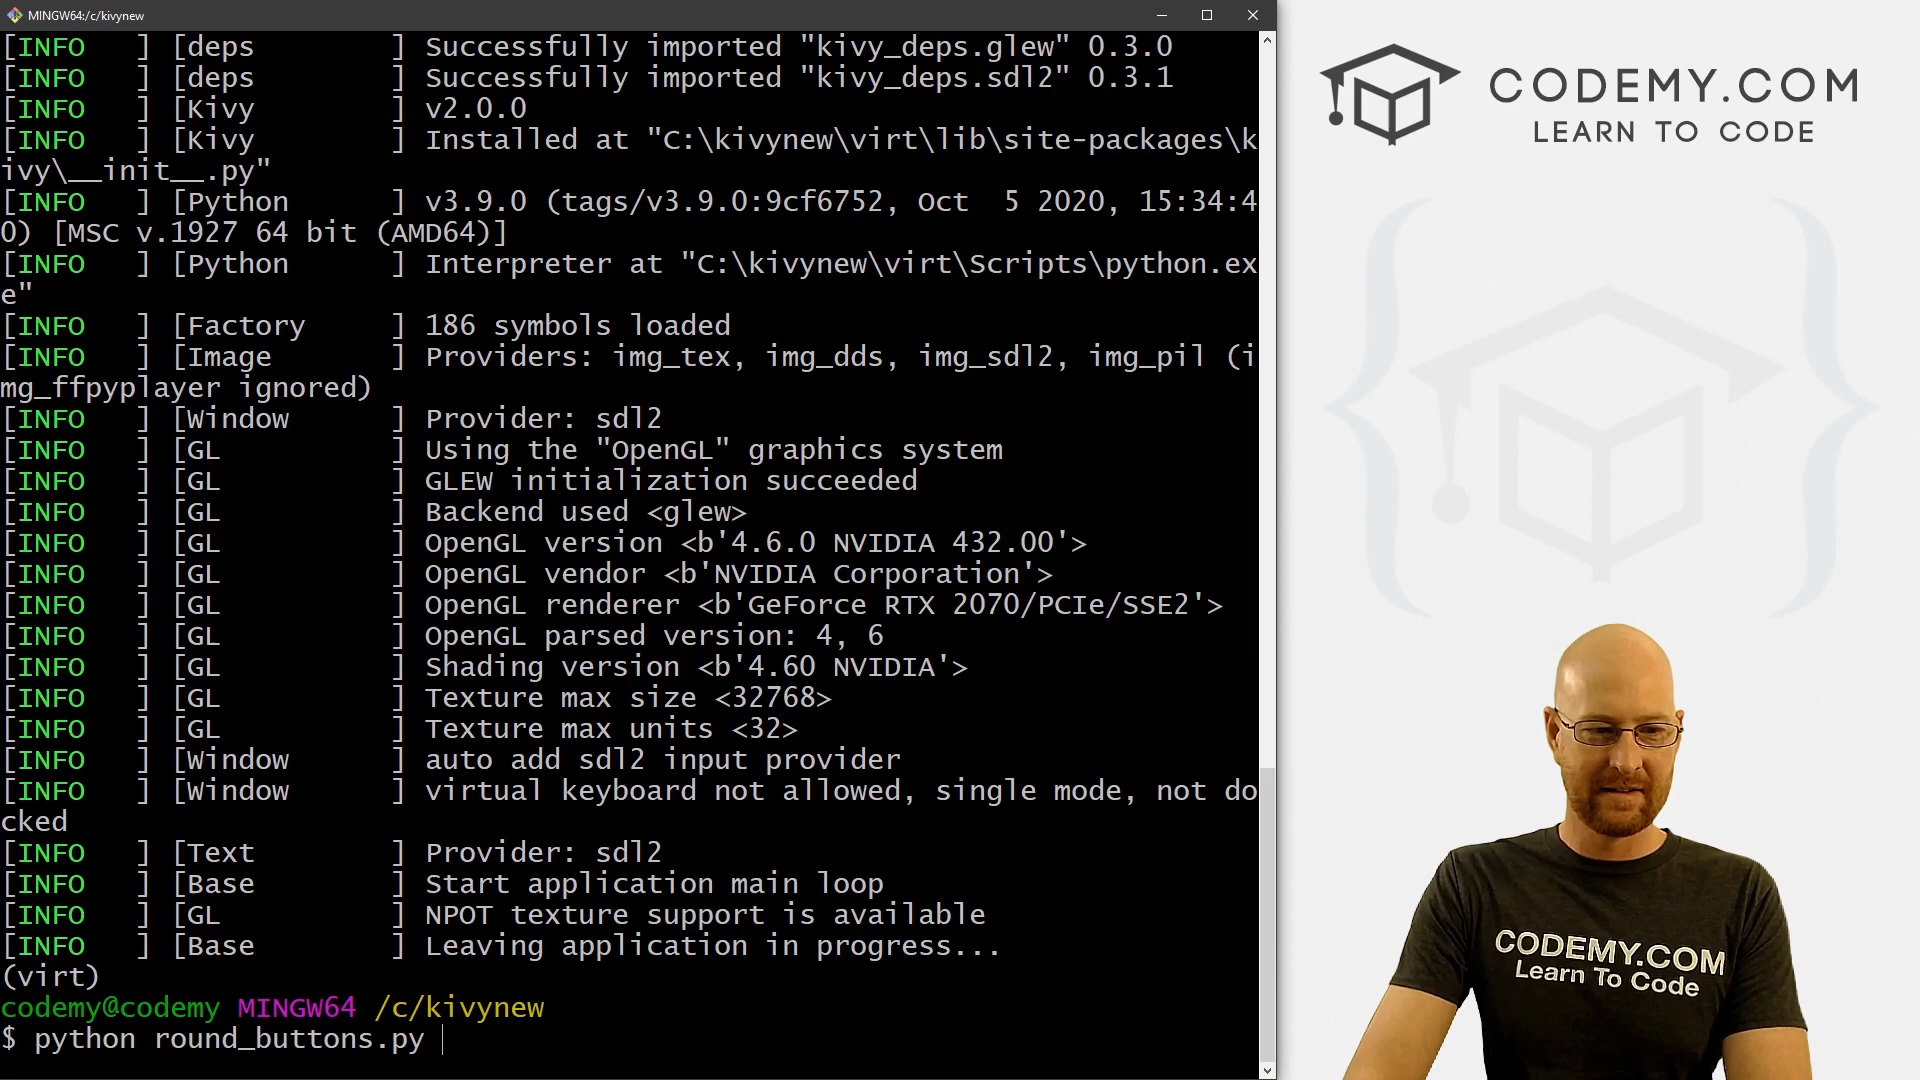 MINGW64:/c/kivynew
[INFO   ] [deps        ] Successfully imported "kivy_deps.glew" 0.3.0
[INFO   ] [deps        ] Successfully imported "kivy_deps.sdl2" 0.3.1
[INFO   ] [Kivy        ] v2.0.0
[INFO   ] [Kivy        ] Installed at "C:\kivynew\virt\lib\site-packages\k
ivy\__init__.py"
[INFO   ] [Python      ] v3.9.0 (tags/v3.9.0:9cf6752, Oct  5 2020, 15:34:4
0) [MSC v.1927 64 bit (AMD64)]
[INFO   ] [Python      ] Interpreter at "C:\kivynew\virt\Scripts\python.ex
e"
[INFO   ] [Factory     ] 186 symbols loaded
[INFO   ] [Image       ] Providers: img_tex, img_dds, img_sdl2, img_pil (i
mg_ffpyplayer ignored)
[INFO   ] [Window      ] Provider: sdl2
[INFO   ] [GL          ] Using the "OpenGL" graphics system
[INFO   ] [GL          ] GLEW initialization succeeded
[INFO   ] [GL          ] Backend used <glew>
[INFO   ] [GL          ] OpenGL version <b'4.6.0 NVIDIA 432.00'>
[INFO   ] [GL          ] OpenGL vendor <b'NVIDIA Corporation'>
[INFO   ] [GL          ] OpenGL renderer <b'GeForce RTX 2070/PCIe/SSE2'>
[INFO   ] [GL          ] OpenGL parsed version: 4, 6
[INFO   ] [GL          ] Shading version <b'4.60 NVIDIA'>
[INFO   ] [GL          ] Texture max size <32768>
[INFO   ] [GL          ] Texture max units <32>
[INFO   ] [Window      ] auto add sdl2 input provider
[INFO   ] [Window      ] virtual keyboard not allowed, single mode, not do
cked
[INFO   ] [Text        ] Provider: sdl2
[INFO   ] [Base        ] Start application main loop
[INFO   ] [GL          ] NPOT texture support is available
[INFO   ] [Base        ] Leaving application in progress...
(virt)
codemy@codemy MINGW64 /c/kivynew
$ python round_buttons.py
CODEMY.COM
LEARN TO CODE
CODEMY.COM
Learn To Code